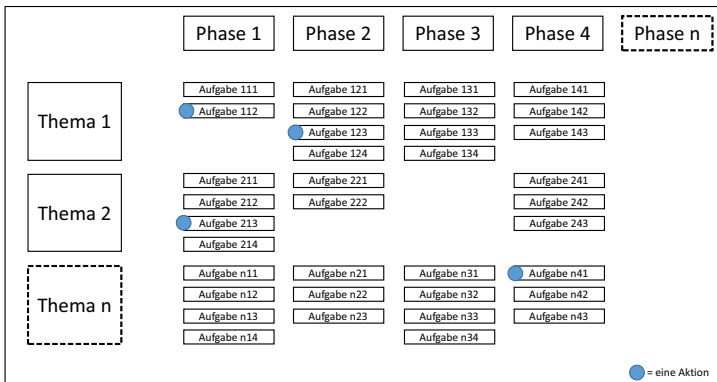 Phase 1 Phase 2 Phase 3 Phase 4 Phase n
Thema 1
Aufgabe 111 Aufgabe 121 Aufgabe 131 Aufgabe 141
Aufgabe 112 Aufgabe 122 Aufgabe 132 Aufgabe 142
Aufgabe 123 Aufgabe 133 Aufgabe 143
Aufgabe 124 Aufgabe 134
Thema 2
Aufgabe 211 Aufgabe 221 Aufgabe 241
Aufgabe 212 Aufgabe 222 Aufgabe 242
Aufgabe 213 Aufgabe 243
Aufgabe 214
Thema n
Aufgabe n11 Aufgabe n21 Aufgabe n31 Aufgabe n41
Aufgabe n12 Aufgabe n22 Aufgabe n32 Aufgabe n42
Aufgabe n13 Aufgabe n23 Aufgabe n33 Aufgabe n43
Aufgabe n14 Aufgabe n34
= eine Aktion